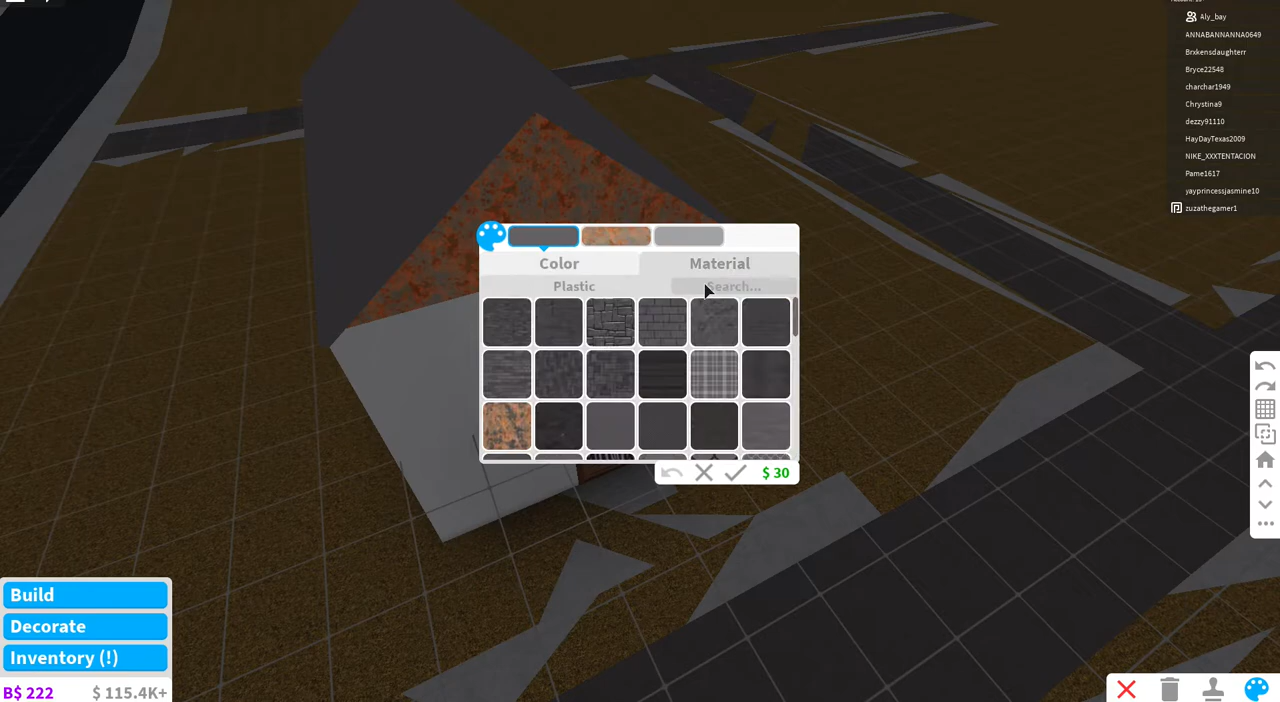 Aly_bay
ANNABANNANNA0649
Brxkensdaughterr
Bryce22548
charchar1949
Chrystina9
dezzy91110
HayDayTexas2009
NIKE_XXXTENTACION
Pame1617
yayprincessjasmine10
zuzathegamer1
Color
Material
Plastic
Search...
$ 30
Build
Decorate
Inventory (!)
B$ 222
$ 115.4K+